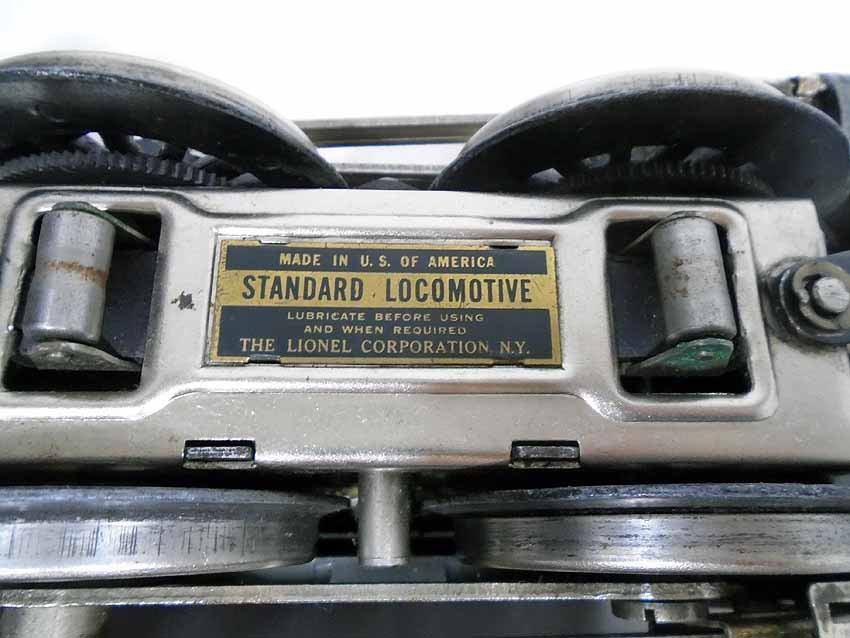 MADE IN U. S. OF AMERICA
STANDARD LOCOMOTIVE
LUBRICATE BEFORE USING
AND WHEN REQUIRED
THE LIONEL CORPORATION, N.Y.